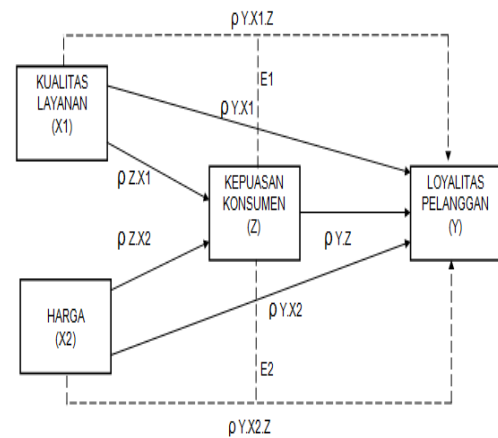 ρ Y.X1.Z
KUALITAS
LAYANAN
(X1)
E1
ρ Y.X1
ρ Z.X1
KEPUASAN
KONSUMEN
(Z)
LOYALITAS
PELANGGAN
(Y)
ρ Z.X2
ρ Y.Z
HARGA
(X2)
ρ Y.X2
E2
ρ Y.X2.Z